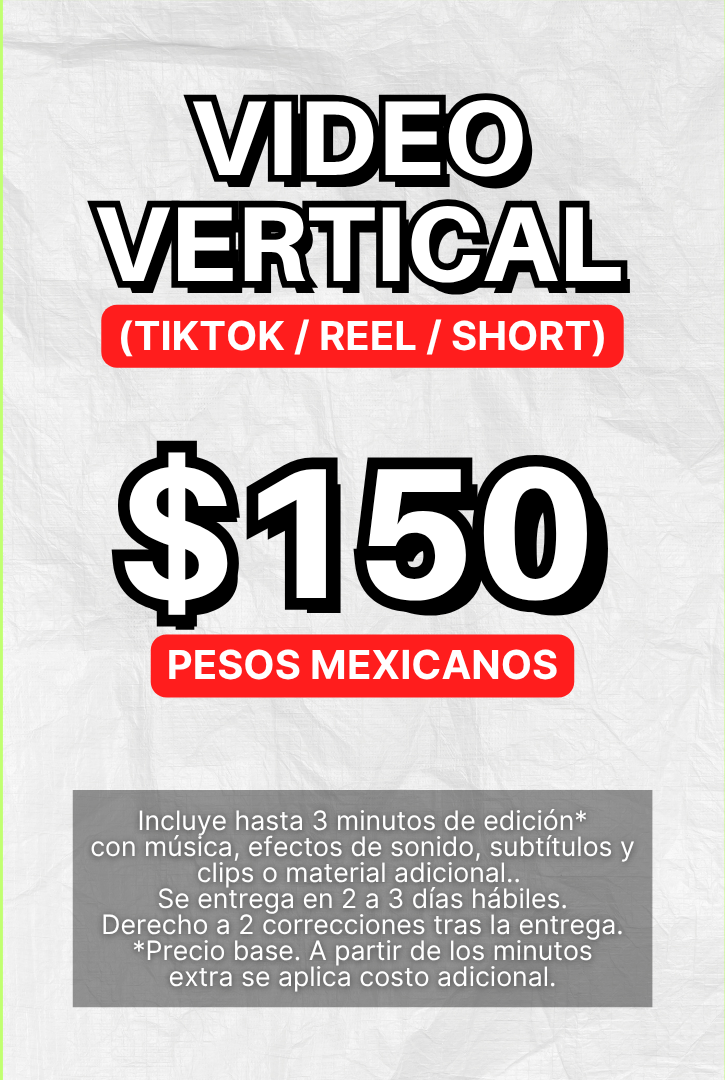 VIDEO
VERTICAL
(TIKTOK / REEL / SHORT)
$150
PESOS MEXICANOS
Incluye hasta 3 minutos de edición*
con música, efectos de sonido, subtítulos y
clips o material adicional..
Se entrega en 2 a 3 días hábiles.
Derecho a 2 correcciones tras la entrega.
*Precio base. A partir de los minutos
extra se aplica costo adicional.